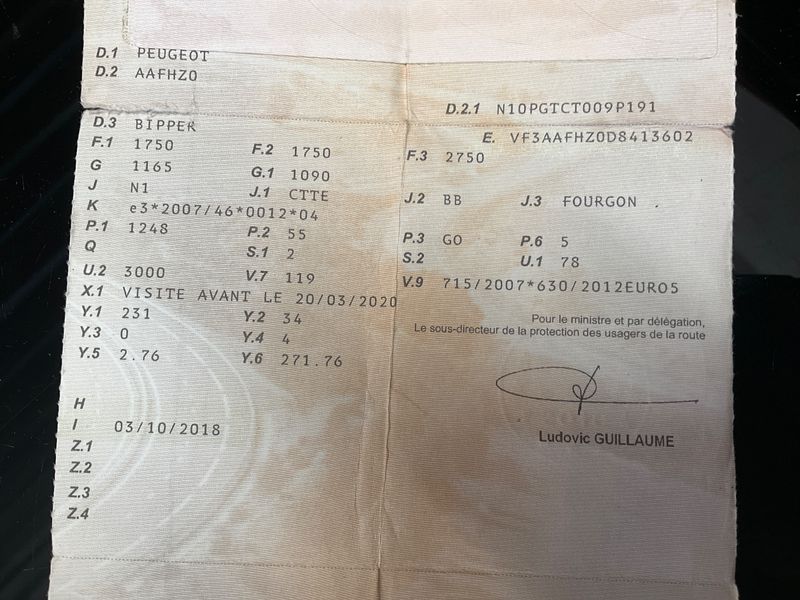 D.1 PEUGEOT
D.2 AAFHZ0
D.2.1 N10PGTCT009P191
D.3 BIPPER
E. VF3AAFHZ0D8413602
F.1 1750 F.2 1750 F.3 2750
G 1165 G.1 1090
J N1 J.1 CTTE J.2 BB J.3 FOURGON
K e3*2007/46*0012*04
P.1 1248 P.2 55 P.3 GO P.6 5
Q S.1 2 S.2 U.1 78
U.2 3000 V.7 119 V.9 715/2007*630/2012EURO5
X.1 VISITE AVANT LE 20/03/2020
Y.1 231 Y.2 34
Y.3 0 Y.4 4
Y.5 2.76 Y.6 271.76
Pour le ministre et par délégation,
Le sous-directeur de la protection des usagers de la route
Ludovic GUILLAUME
H
I 03/10/2018
Z.1
Z.2
Z.3
Z.4